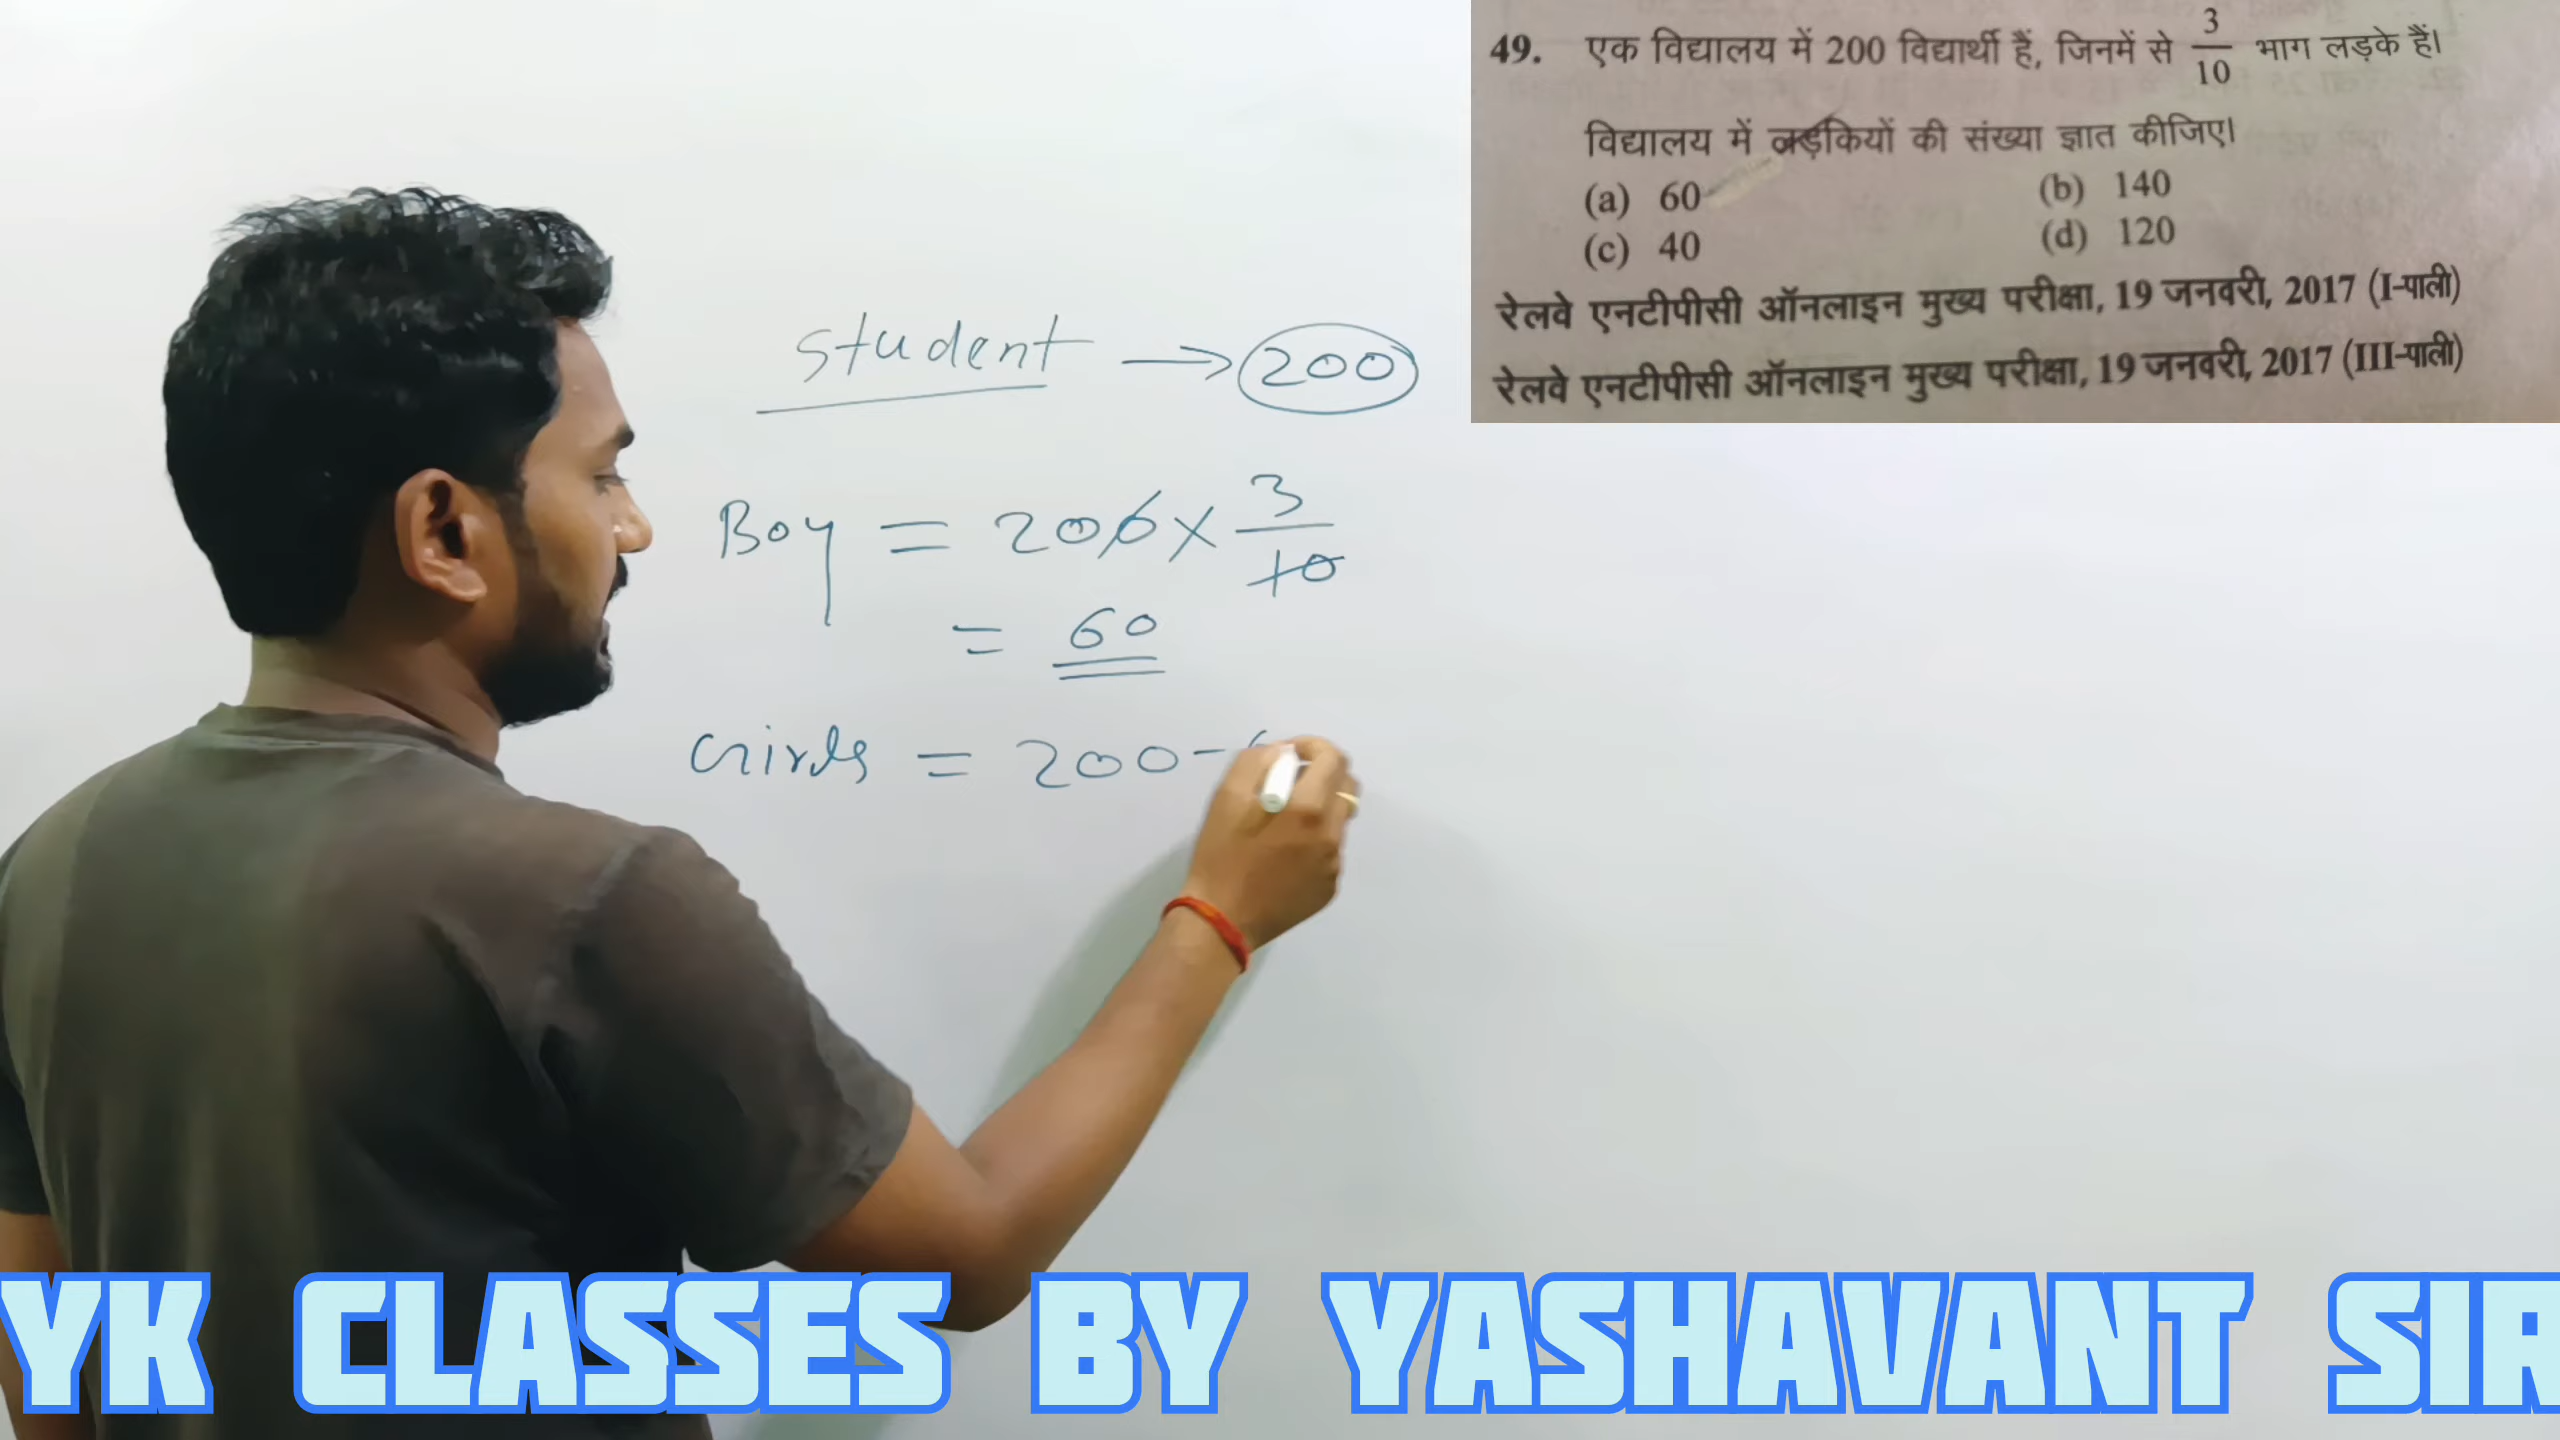 49. एक विद्यालय में 200 विद्यार्थी हैं, जिनमें से 3/10 भाग लड़के हैं।
विद्यालय में लड़कियों की संख्या ज्ञात कीजिए।
(a) 60 (b) 140
(c) 40 (d) 120
रेलवे एनटीपीसी ऑनलाइन मुख्य परीक्षा, 19 जनवरी, 2017 (I-पाली)
रेलवे एनटीपीसी ऑनलाइन मुख्य परीक्षा, 19 जनवरी, 2017 (III-पाली)
student → 200
Boy = 200 × 3/10
= 60
Girls = 200 -
YK CLASSES BY YASHAVANT SIR